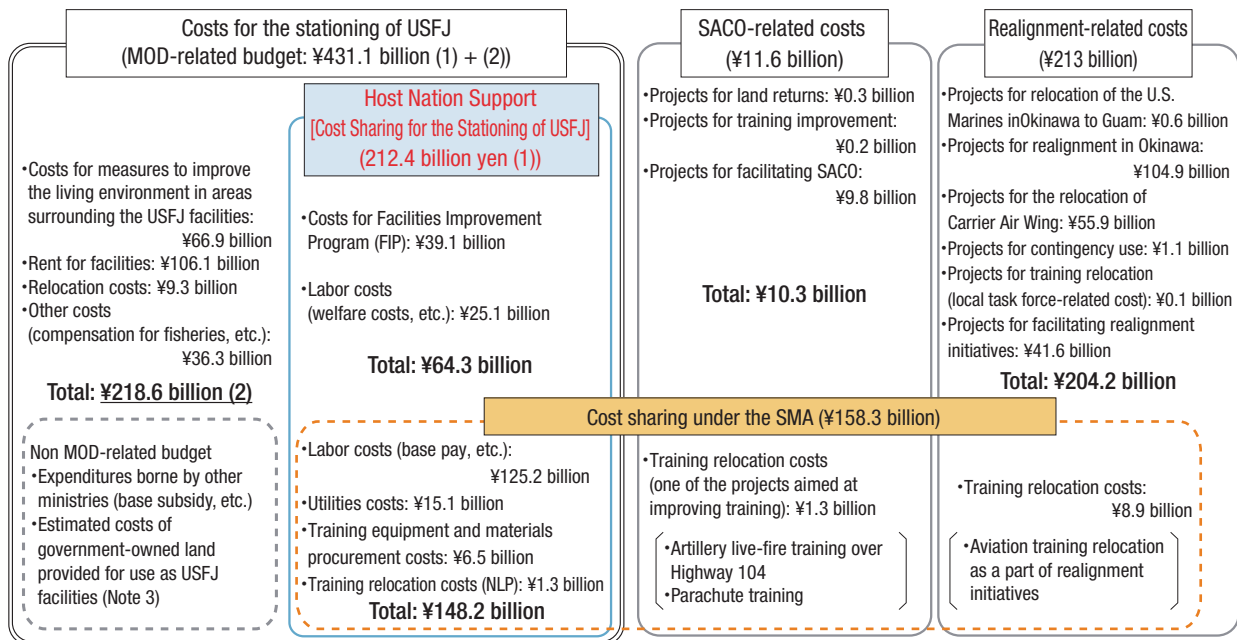 Costs for the stationing of USFJ
(MOD-related budget: ¥431.1 billion (1) + (2))
Host Nation Support
[Cost Sharing for the Stationing of USFJ]
(212.4 billion yen (1))
•Costs for measures to improve
the living environment in areas
surrounding the USFJ facilities:
¥66.9 billion
•Rent for facilities: ¥106.1 billion
•Relocation costs: ¥9.3 billion
•Other costs
(compensation for fisheries, etc.):
¥36.3 billion
Total: ¥218.6 billion (2)
•Costs for Facilities Improvement
Program (FIP): ¥39.1 billion
•Labor costs
(welfare costs, etc.): ¥25.1 billion
Total: ¥64.3 billion
SACO-related costs
(¥11.6 billion)
•Projects for land returns: ¥0.3 billion
•Projects for training improvement:
¥0.2 billion
•Projects for facilitating SACO:
¥9.8 billion
Total: ¥10.3 billion
Realignment-related costs
(¥213 billion)
•Projects for relocation of the U.S.
Marines inOkinawa to Guam: ¥0.6 billion
•Projects for realignment in Okinawa:
¥104.9 billion
•Projects for the relocation of
Carrier Air Wing: ¥55.9 billion
•Projects for contingency use: ¥1.1 billion
•Projects for training relocation
(local task force-related cost): ¥0.1 billion
•Projects for facilitating realignment
initiatives: ¥41.6 billion
Total: ¥204.2 billion
Cost sharing under the SMA (¥158.3 billion)
Non MOD-related budget
•Expenditures borne by other
ministries (base subsidy, etc.)
•Estimated costs of
government-owned land
provided for use as USFJ
facilities (Note 3)
•Labor costs (base pay, etc.):
¥125.2 billion
•Utilities costs: ¥15.1 billion
•Training equipment and materials
procurement costs: ¥6.5 billion
•Training relocation costs (NLP): ¥1.3 billion
Total: ¥148.2 billion
•Training relocation costs
(one of the projects aimed at
improving training): ¥1.3 billion
•Artillery live-fire training over
Highway 104
•Parachute training
•Training relocation costs:
¥8.9 billion
•Aviation training relocation
as a part of realignment
initiatives